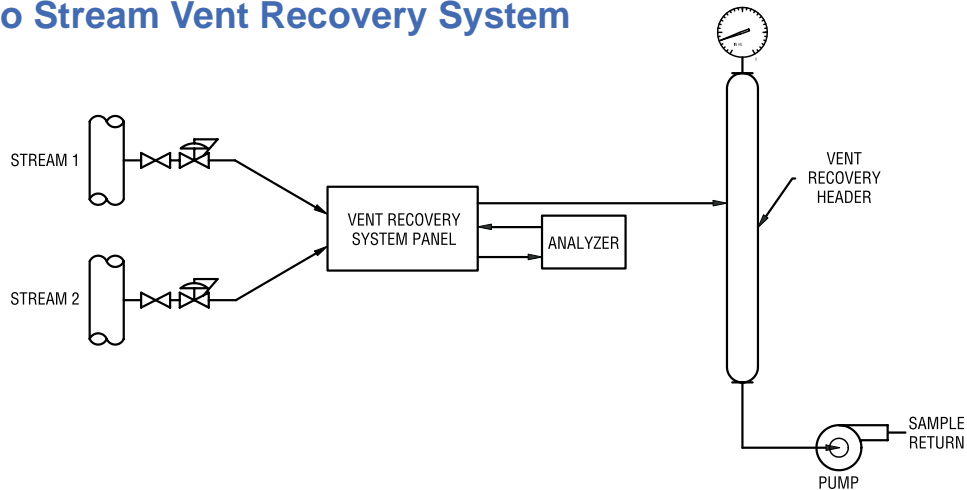 o Stream Vent Recovery System
STREAM 1
VENT
RECOVERY
HEADER
VENT RECOVERY
SYSTEM PANEL
ANALYZER
STREAM 2
SAMPLE
RETURN
PUMP